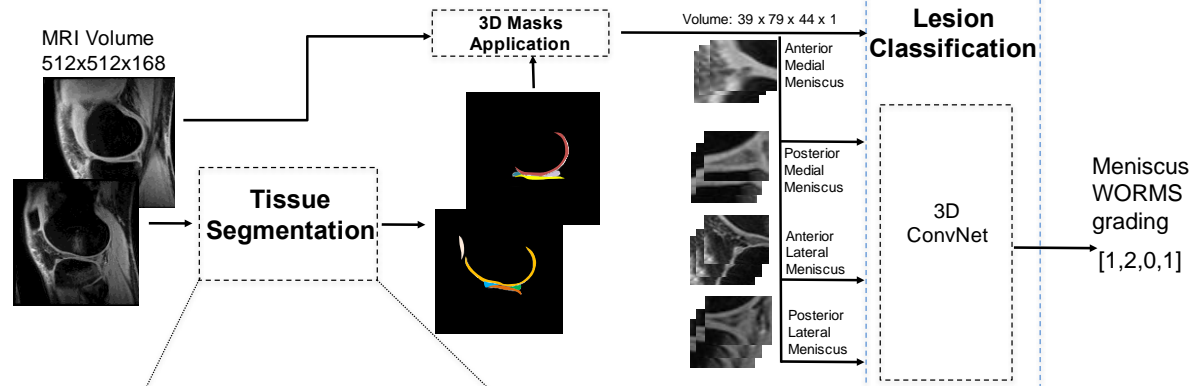 MRI Volume
512x512x168
Tissue
Segmentation
3D Masks
Application
Volume: 39 x 79 x 44 x 1
Anterior
Medial
Meniscus
Posterior
Medial
Meniscus
Anterior
Lateral
Meniscus
Posterior
Lateral
Meniscus
Lesion
Classification
3D
ConvNet
Meniscus
WORMS
grading
[1,2,0,1]